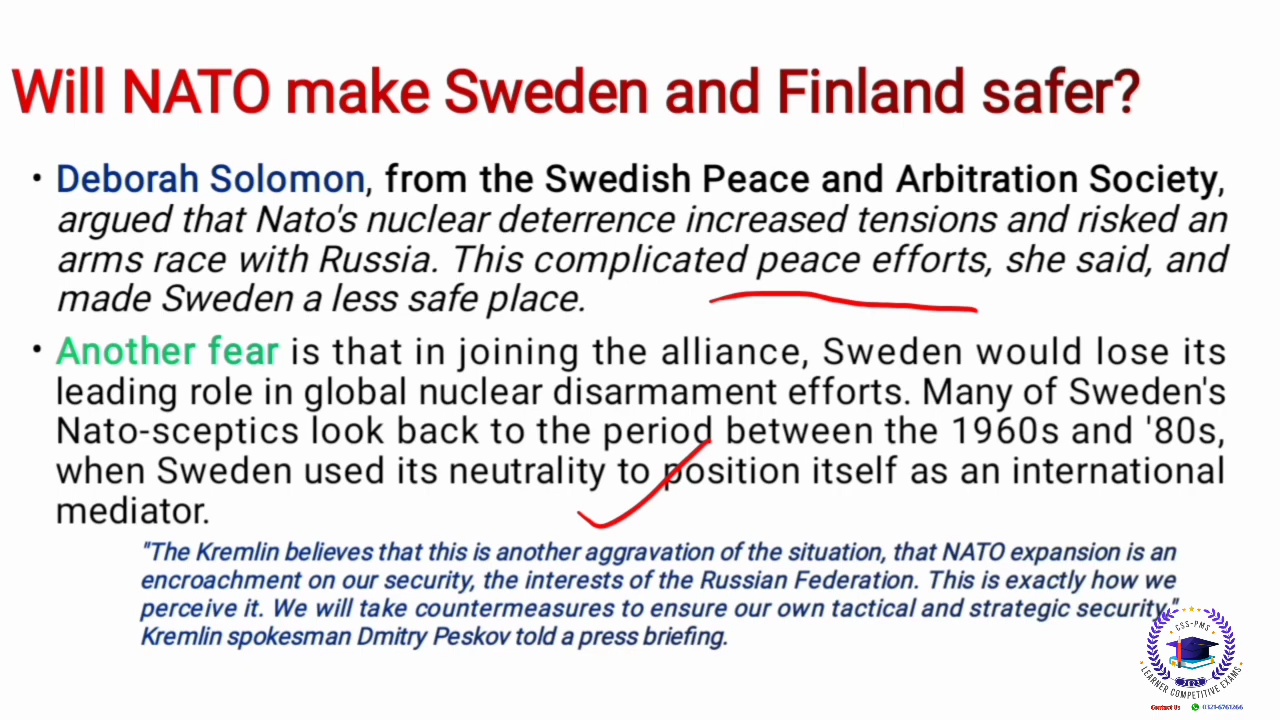 Will NATO make Sweden and Finland safer?
• Deborah Solomon, from the Swedish Peace and Arbitration Society,
argued that Nato's nuclear deterrence increased tensions and risked an
arms race with Russia. This complicated peace efforts, she said, and
made Sweden a less safe place.
• Another fear is that in joining the alliance, Sweden would lose its
leading role in global nuclear disarmament efforts. Many of Sweden's
Nato-sceptics look back to the period between the 1960s and '80s,
when Sweden used its neutrality to position itself as an international
mediator.
"The Kremlin believes that this is another aggravation of the situation, that NATO expansion is an
encroachment on our security, the interests of the Russian Federation. This is exactly how we
perceive it. We will take countermeasures to ensure our own tactical and strategic security,"
Kremlin spokesman Dmitry Peskov told a press briefing.
CSS-PMS
LEARNER COMPETITIVE EXAMS
Contact Us 0321-6761266